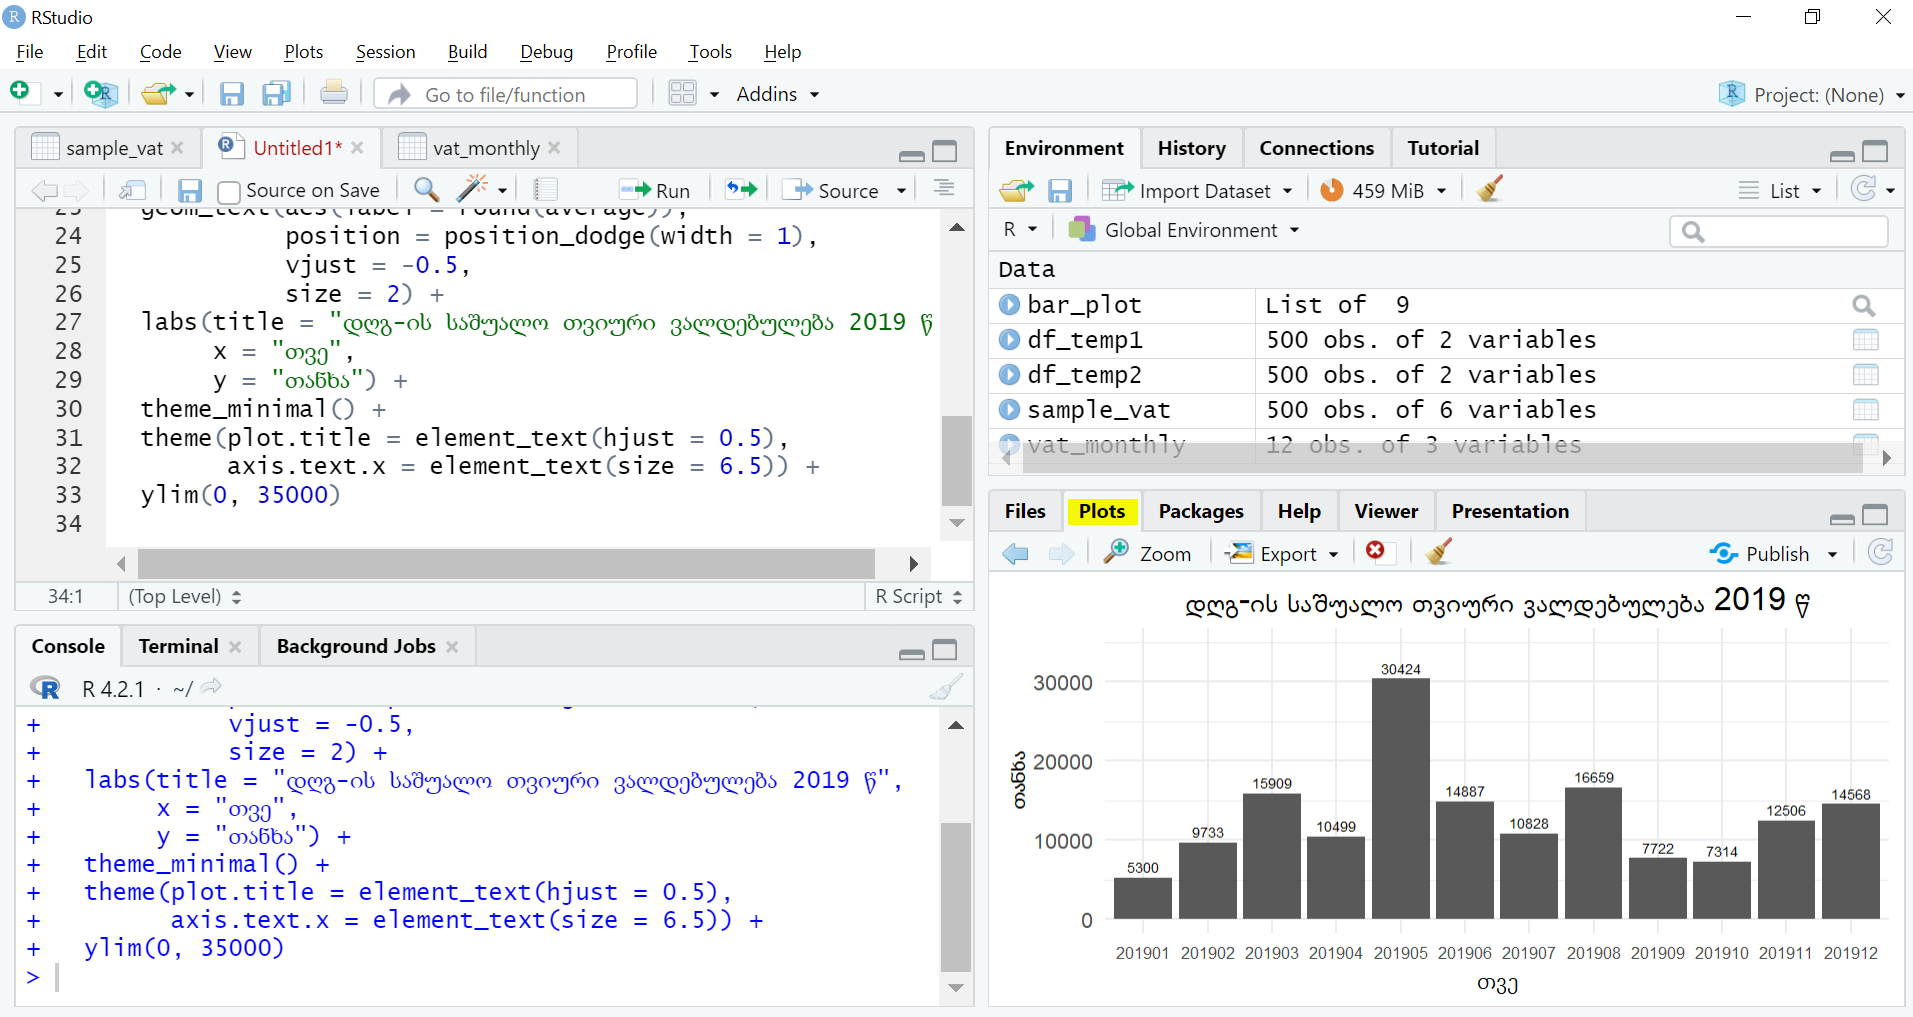 RStudio
File Edit Code View Plots Session Build Debug Profile Tools Help
Go to file/function Addins Project: (None)
sample_vat Untitled1* vat_monthly
Source on Save Run Source
23 geom_text(aes(label = round(average)),
24 position = position_dodge(width = 1),
25 vjust = -0.5,
26 size = 2) +
27 labs(title = "დღგ-ის საშუალო თვიური ვალდებულება 2019 წ
28 x = "თვე",
29 y = "თანხა") +
30 theme_minimal() +
31 theme(plot.title = element_text(hjust = 0.5),
32 axis.text.x = element_text(size = 6.5)) +
33 ylim(0, 35000)
34
34:1 (Top Level) R Script
Console Terminal Background Jobs
R 4.2.1 · ~/
+ vjust = -0.5,
+ size = 2) +
+ labs(title = "დღგ-ის საშუალო თვიური ვალდებულება 2019 წ",
+ x = "თვე",
+ y = "თანხა") +
+ theme_minimal() +
+ theme(plot.title = element_text(hjust = 0.5),
+ axis.text.x = element_text(size = 6.5)) +
+ ylim(0, 35000)
>
Environment History Connections Tutorial
Import Dataset 459 MiB List
R Global Environment
Data
bar_plot List of 9
df_temp1 500 obs. of 2 variables
df_temp2 500 obs. of 2 variables
sample_vat 500 obs. of 6 variables
vat_monthly 12 obs. of 3 variables
Files Plots Packages Help Viewer Presentation
Zoom Export Publish
დღგ-ის საშუალო თვიური ვალდებულება 2019 წ
თანხა
30000
20000
10000
0
5300 9733 15909 10499 30424 14887 10828 16659 7722 7314 12506 14568
201901 201902 201903 201904 201905 201906 201907 201908 201909 201910 201911 201912
თვე